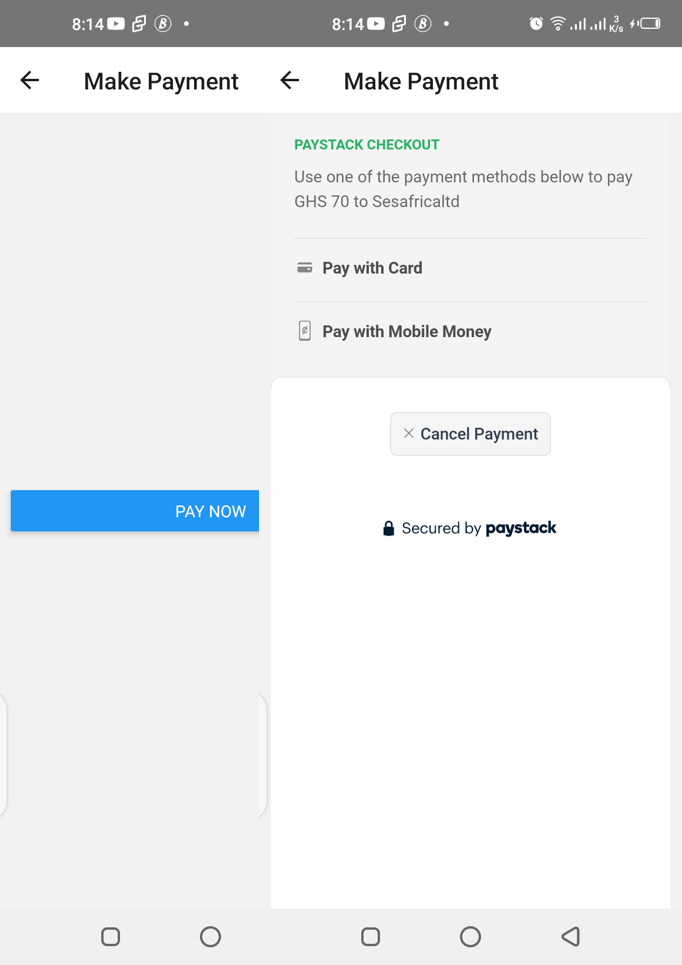 8:14
Make Payment
PAY NOW
8:14
3
K/s
Make Payment
PAYSTACK CHECKOUT
Use one of the payment methods below to pay
GHS 70 to Sesafricaltd
Pay with Card
Pay with Mobile Money
Cancel Payment
Secured by paystack